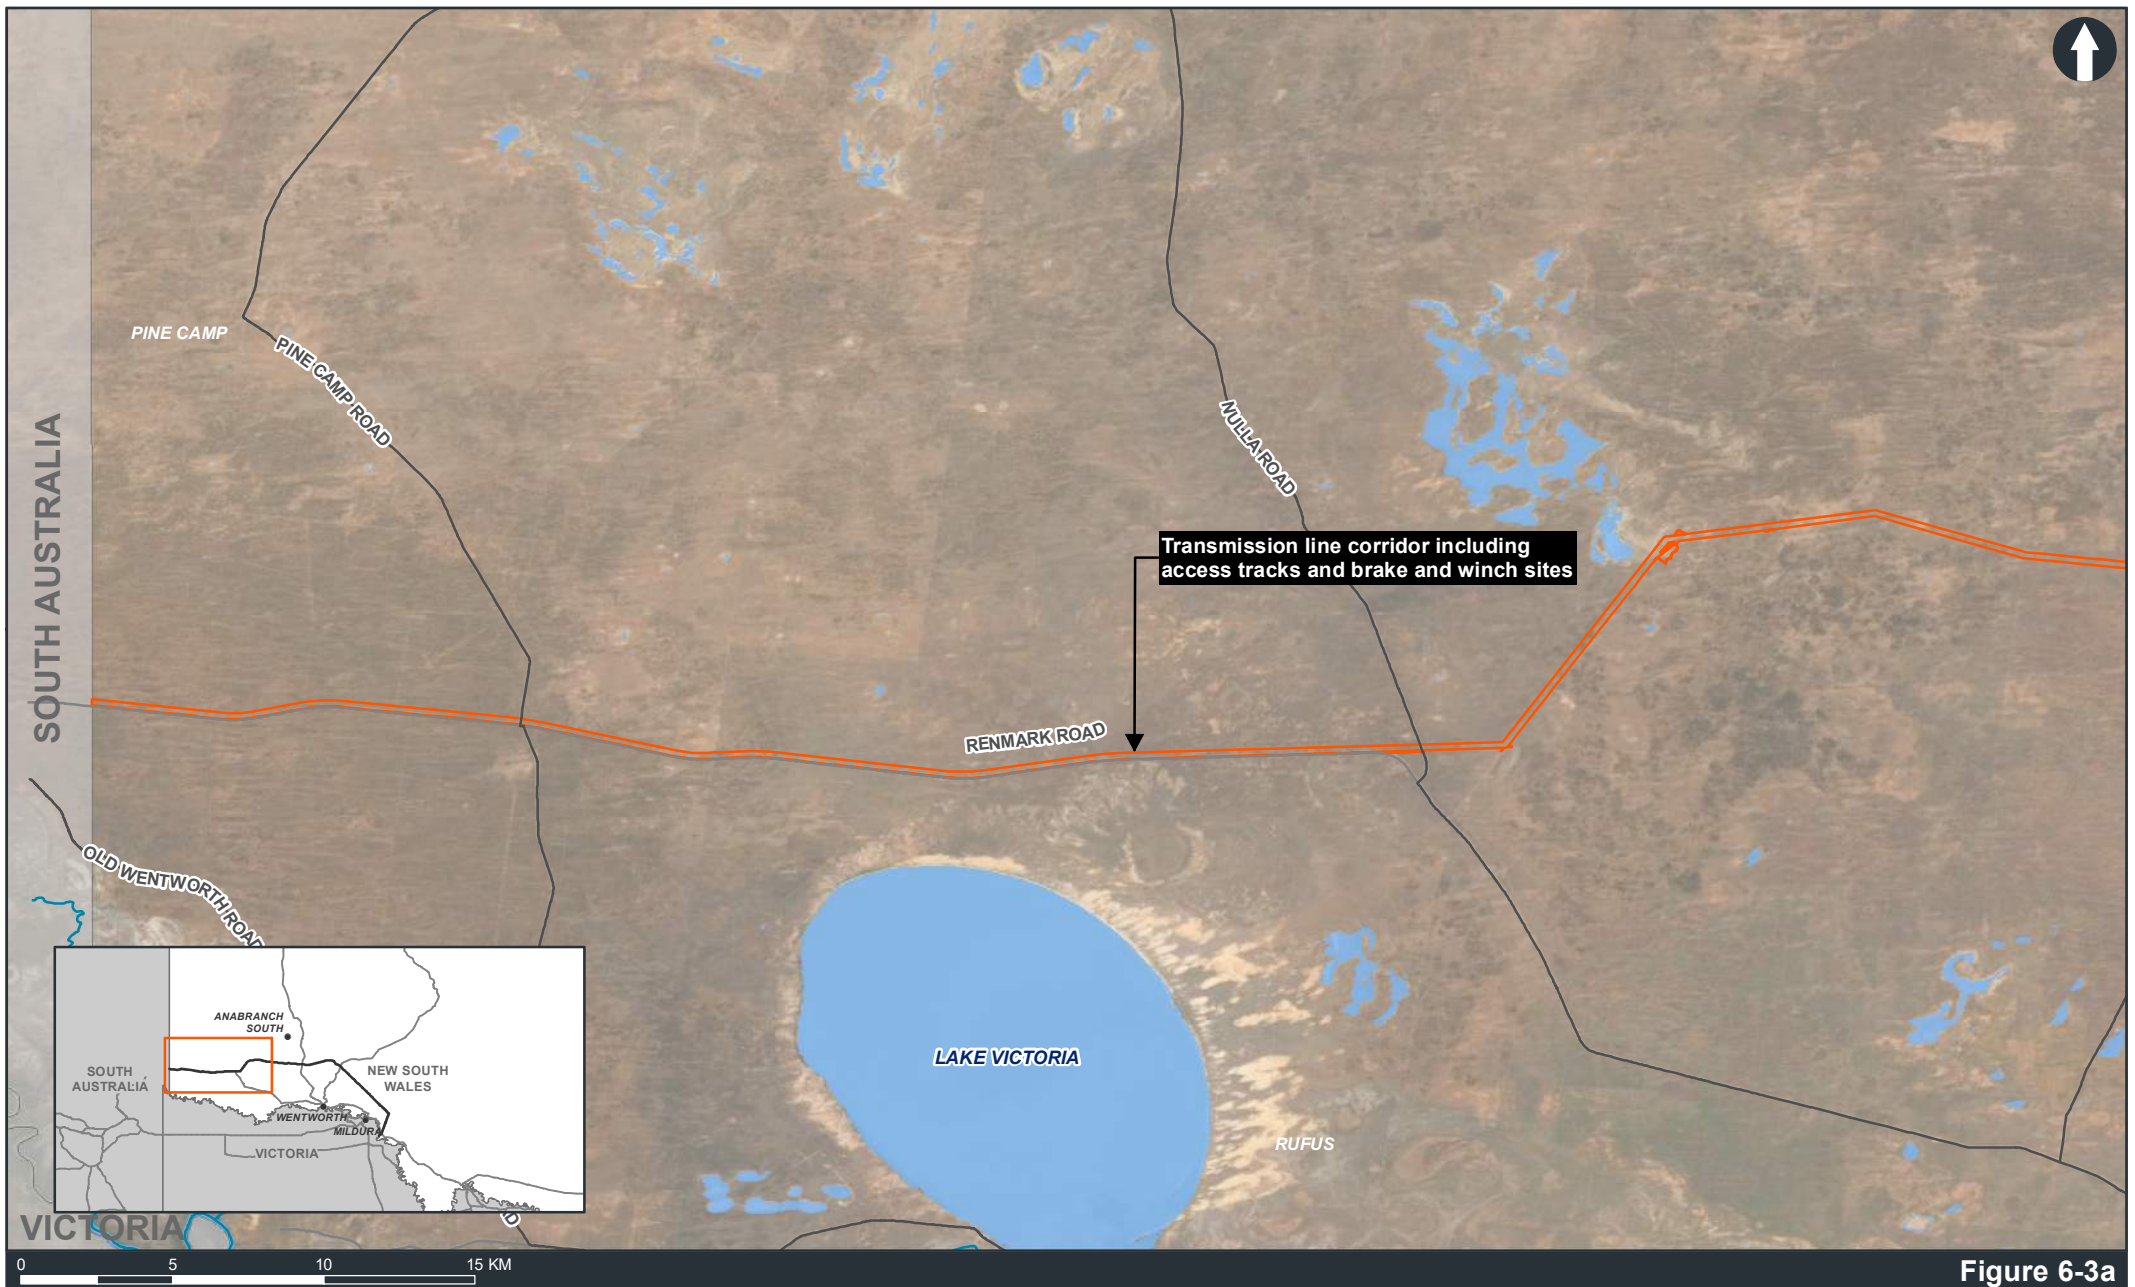 PINE CAMP
PINE CAMP ROAD
SOUTH AUSTRALIA
NULLA ROAD
Transmission line corridor including
access tracks and brake and winch sites
RENMARK ROAD
OLD WENTWORTH ROAD
LAKE VICTORIA
RUFUS
ANABRANCH
SOUTH
SOUTH
AUSTRALIA
NEW SOUTH
WALES
WENTWORTH
MILDURA
VICTORIA
VICTORIA
D
0 5 10 15 KM
Figure 6-3a